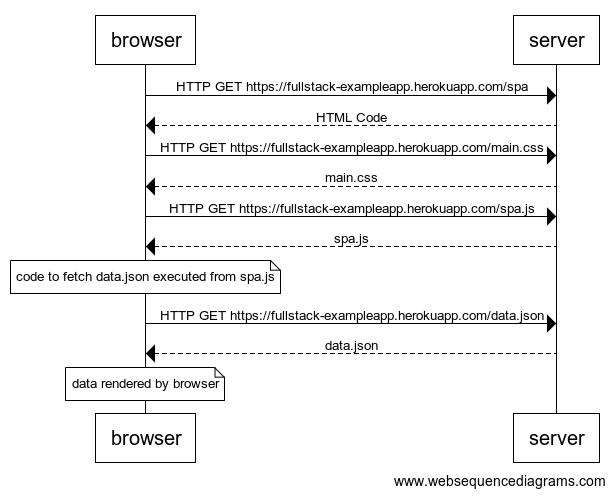 browser
server
HTTP GET https://fullstack-exampleapp.herokuapp.com/spa
HTML Code
HTTP GET https://fullstack-exampleapp.herokuapp.com/main.css
main.css
HTTP GET https://fullstack-exampleapp.herokuapp.com/spa.js
spa.js
code to fetch data.json executed from spa.js
HTTP GET https://fullstack-exampleapp.herokuapp.com/data.json
data.json
data rendered by browser
browser
server
www.websequencediagrams.com